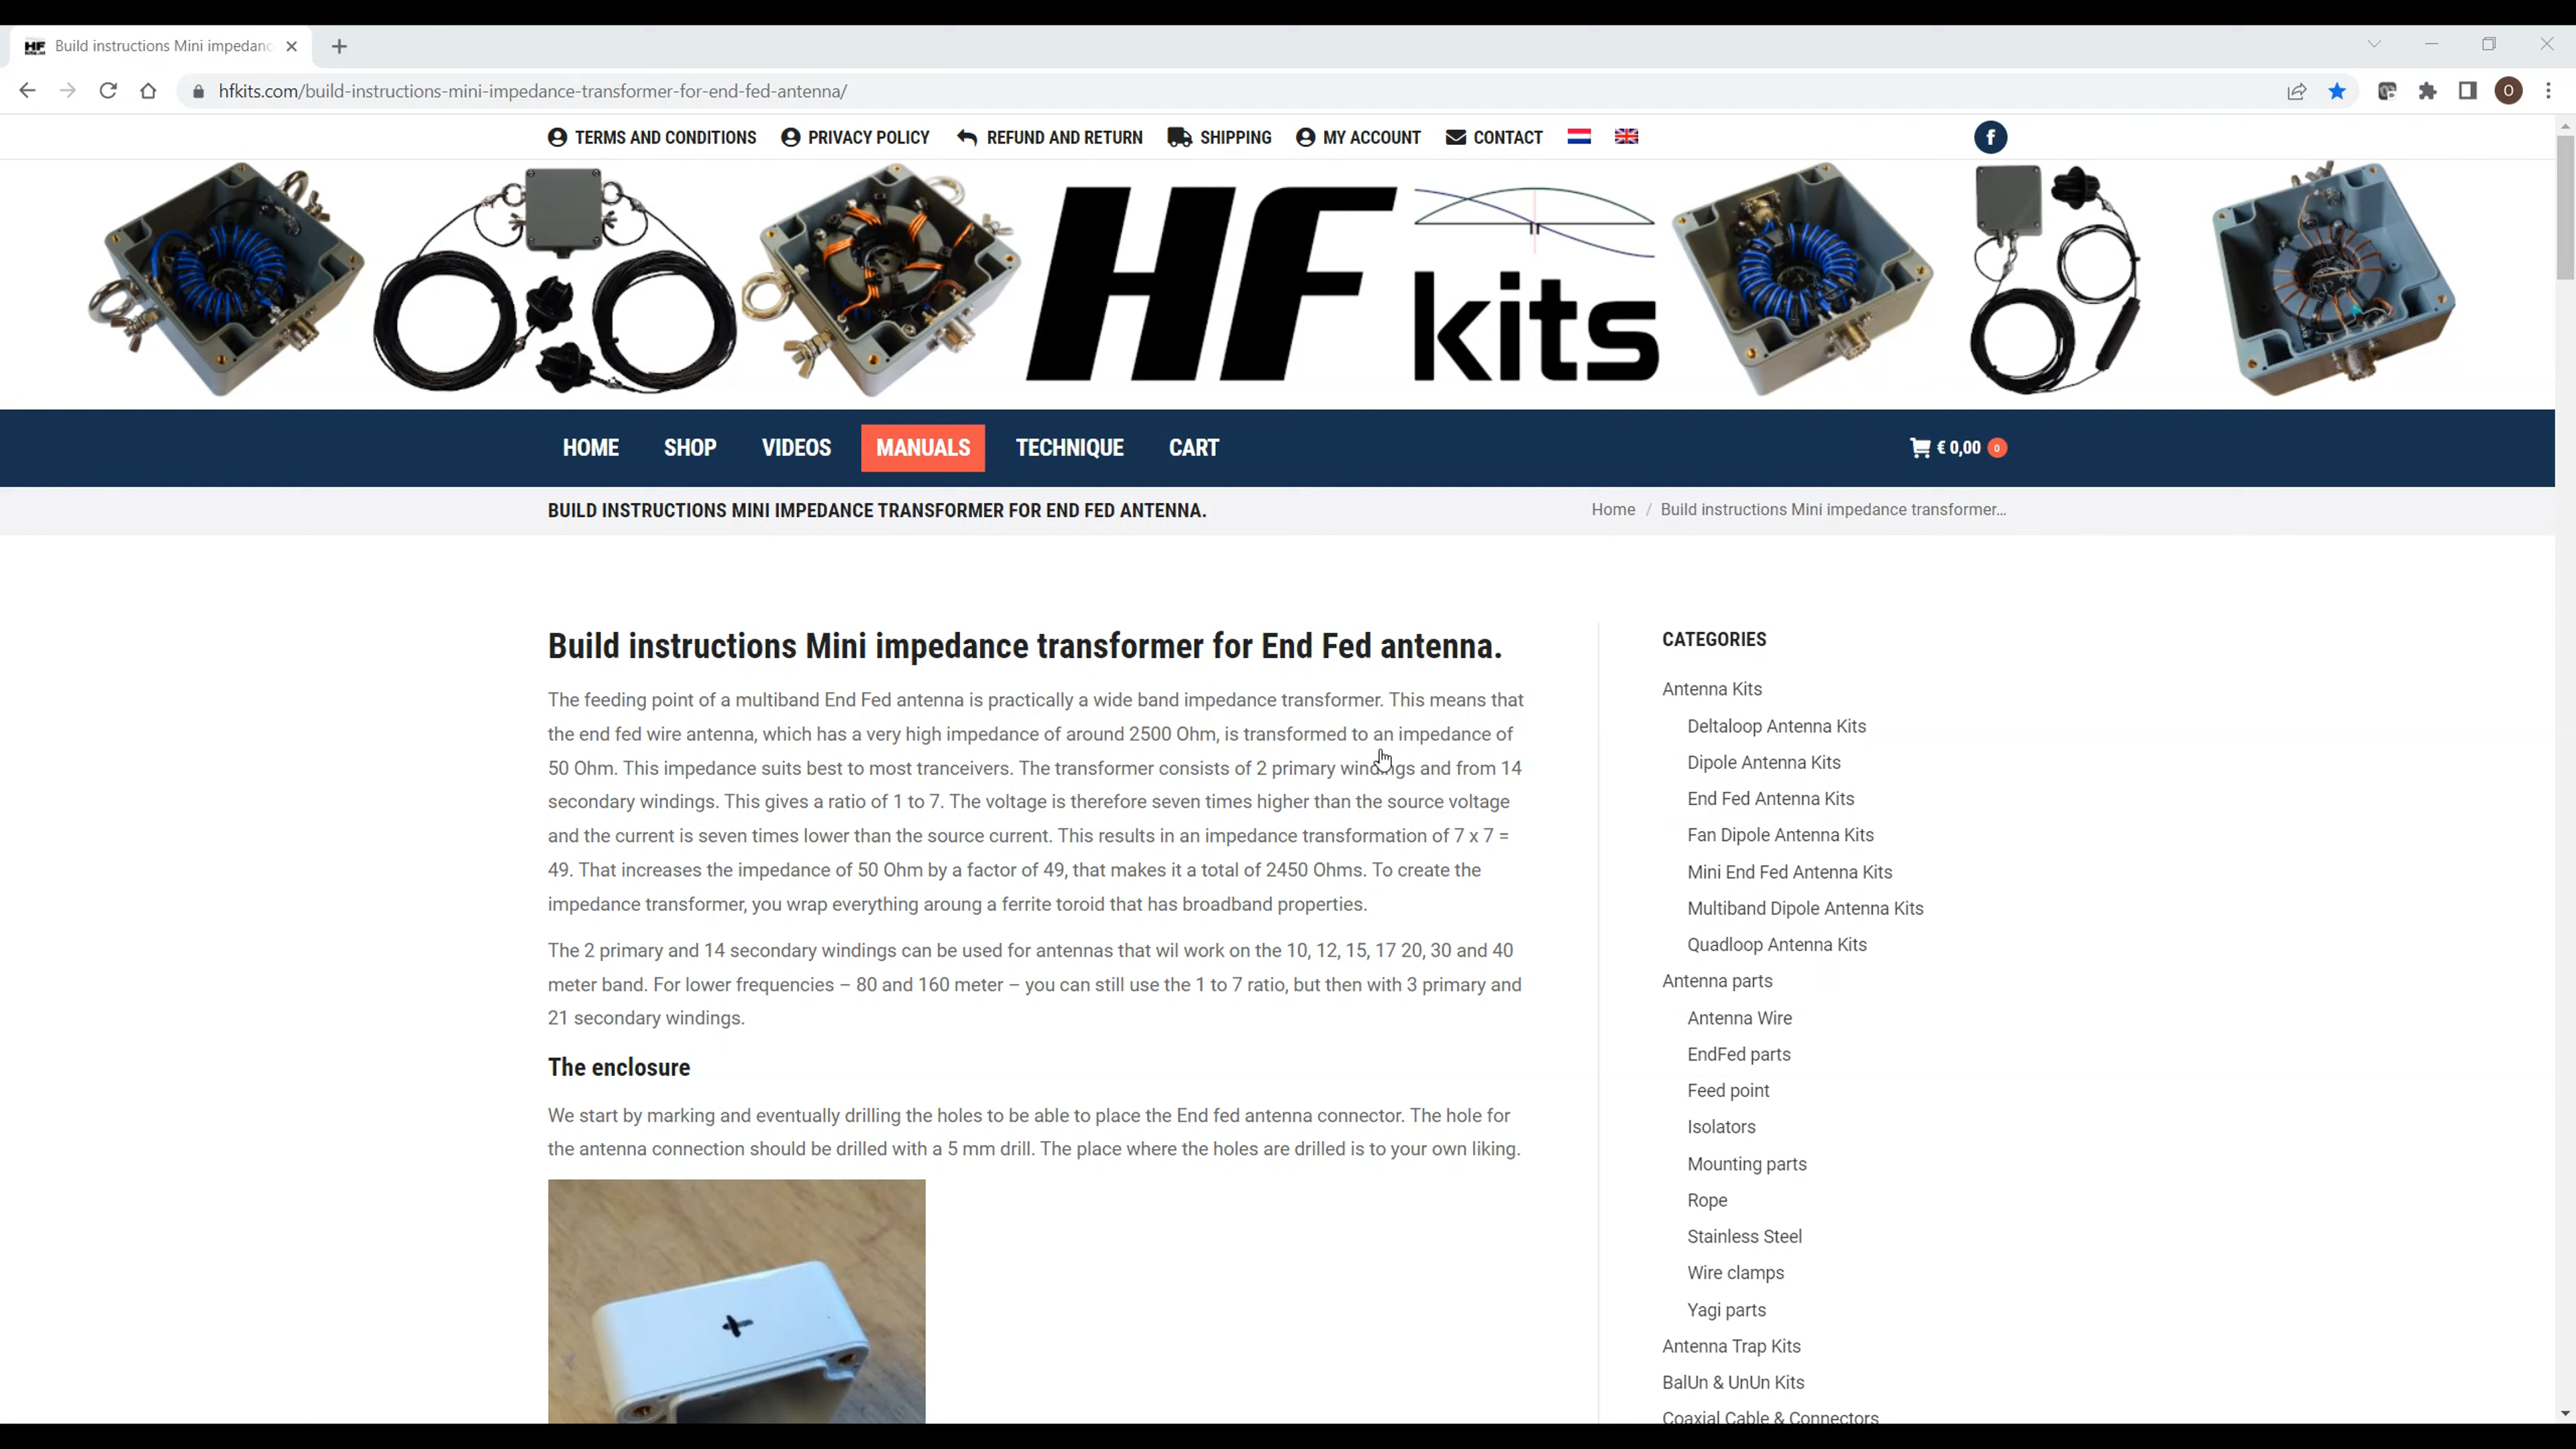 HF
kits.nl
Build instructions Mini impedanc
hfkits.com/build-instructions-mini-impedance-transformer-for-end-fed-antenna/
O
TERMS AND CONDITIONS PRIVACY POLICY REFUND AND RETURN SHIPPING MY ACCOUNT CONTACT f
HF kits
HOME SHOP VIDEOS MANUALS TECHNIQUE CART € 0,00 0
BUILD INSTRUCTIONS MINI IMPEDANCE TRANSFORMER FOR END FED ANTENNA. Home / Build instructions Mini impedance transformer...
Build instructions Mini impedance transformer for End Fed antenna.
The feeding point of a multiband End Fed antenna is practically a wide band impedance transformer. This means that
the end fed wire antenna, which has a very high impedance of around 2500 Ohm, is transformed to an impedance of
50 Ohm. This impedance suits best to most tranceivers. The transformer consists of 2 primary windings and from 14
secondary windings. This gives a ratio of 1 to 7. The voltage is therefore seven times higher than the source voltage
and the current is seven times lower than the source current. This results in an impedance transformation of 7 x 7 =
49. That increases the impedance of 50 Ohm by a factor of 49, that makes it a total of 2450 Ohms. To create the
impedance transformer, you wrap everything aroung a ferrite toroid that has broadband properties.
The 2 primary and 14 secondary windings can be used for antennas that wil work on the 10, 12, 15, 17 20, 30 and 40
meter band. For lower frequencies – 80 and 160 meter – you can still use the 1 to 7 ratio, but then with 3 primary and
21 secondary windings.
The enclosure
We start by marking and eventually drilling the holes to be able to place the End fed antenna connector. The hole for
the antenna connection should be drilled with a 5 mm drill. The place where the holes are drilled is to your own liking.
CATEGORIES
Antenna Kits
Deltaloop Antenna Kits
Dipole Antenna Kits
End Fed Antenna Kits
Fan Dipole Antenna Kits
Mini End Fed Antenna Kits
Multiband Dipole Antenna Kits
Quadloop Antenna Kits
Antenna parts
Antenna Wire
EndFed parts
Feed point
Isolators
Mounting parts
Rope
Stainless Steel
Wire clamps
Yagi parts
Antenna Trap Kits
BalUn & UnUn Kits
Coaxial Cable & Connectors